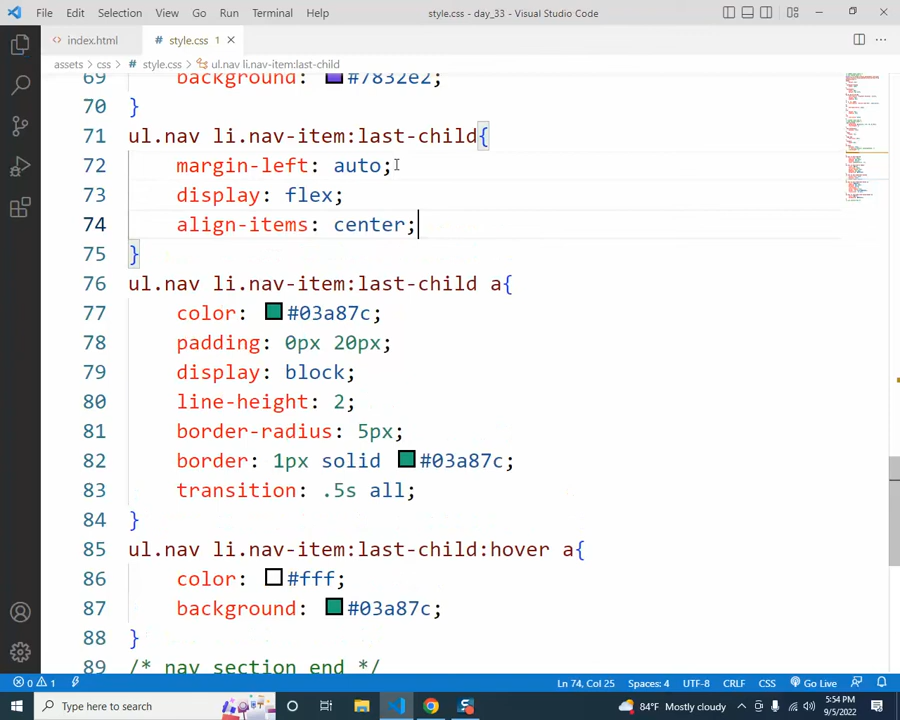 File Edit Selection View Go Run Terminal Help style.css - day_33 - Visual Studio Code
index.html style.css 1
assets > css > # style.css > ul.nav li.nav-item:last-child
69 background: #7832e2;
70 }
71 ul.nav li.nav-item:last-child{
72 margin-left: auto;
73 display: flex;
74 align-items: center;
75 }
76 ul.nav li.nav-item:last-child a{
77 color: #03a87c;
78 padding: 0px 20px;
79 display: block;
80 line-height: 2;
81 border-radius: 5px;
82 border: 1px solid #03a87c;
83 transition: .5s all;
84 }
85 ul.nav li.nav-item:last-child:hover a{
86 color: #fff;
87 background: #03a87c;
88 }
89 /* nav section end */
0 1 Ln 74, Col 25 Spaces: 4 UTF-8 CRLF CSS Go Live
Type here to search 84°F Mostly cloudy 5:54 PM
9/5/2022